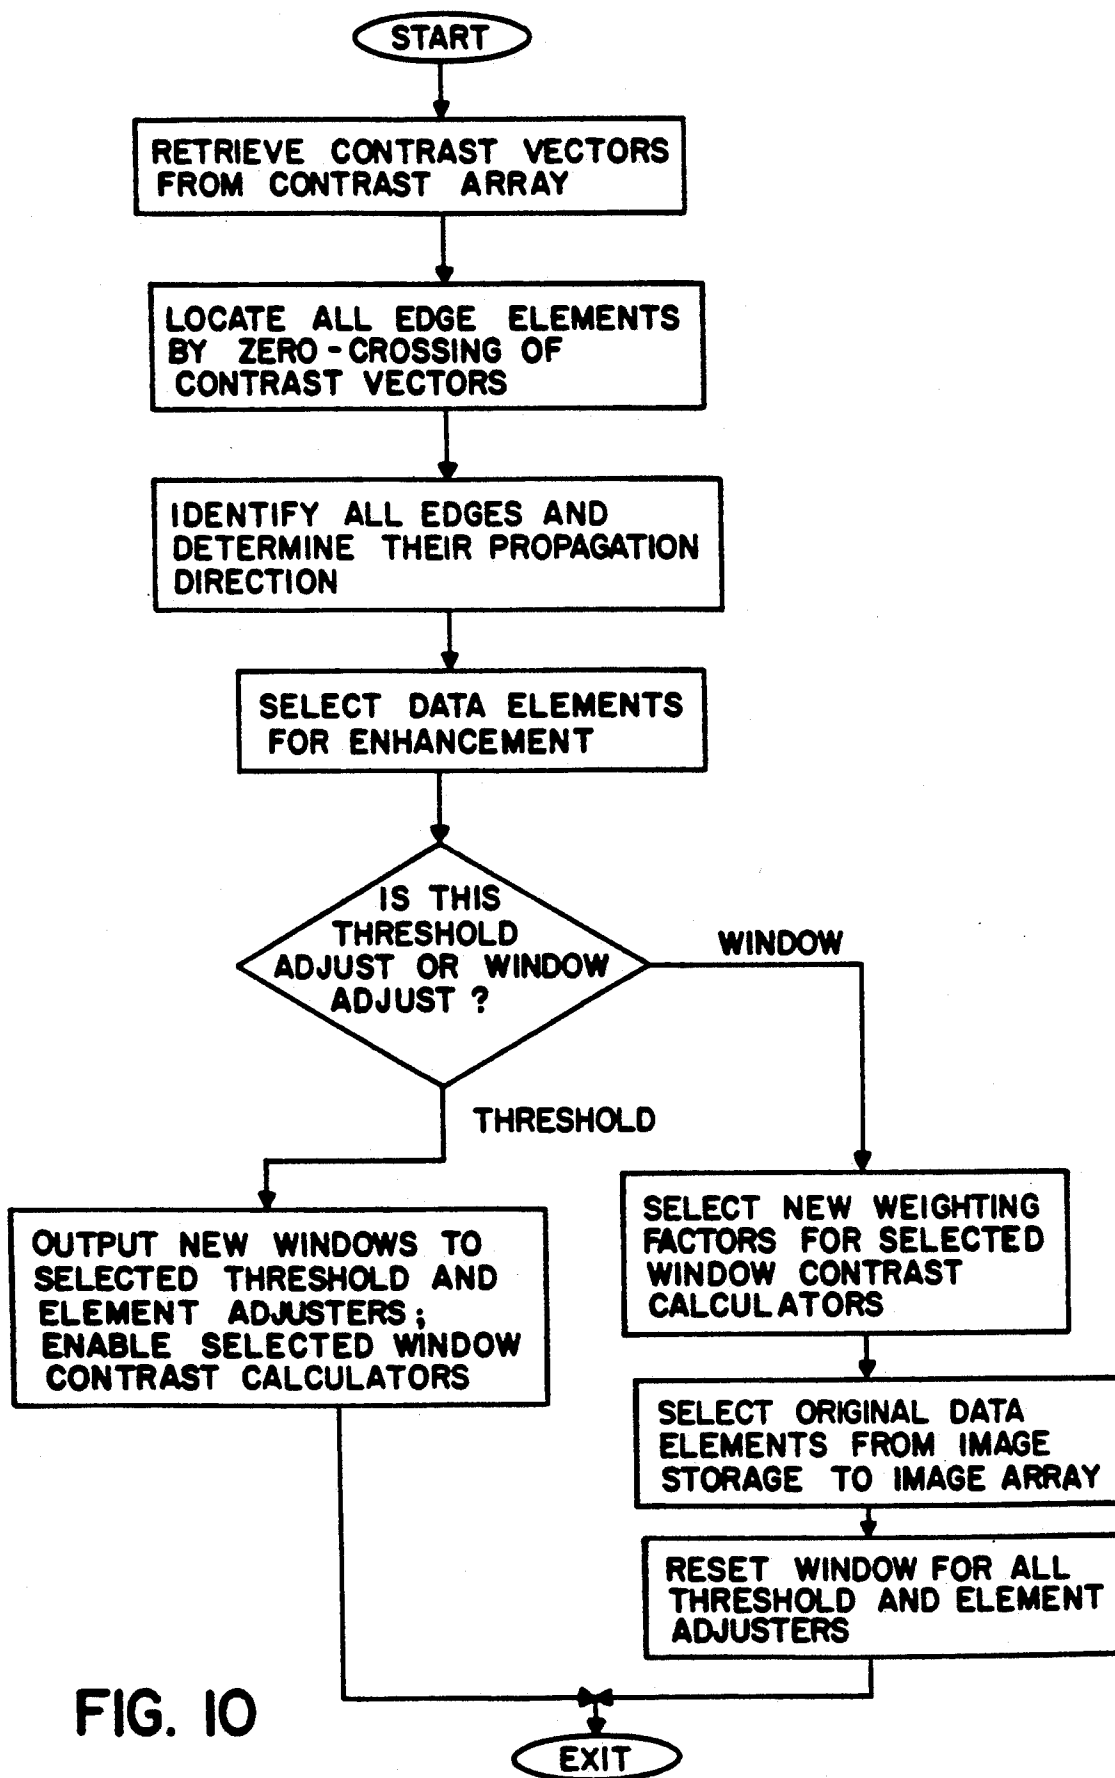 START
RETRIEVE CONTRAST VECTORS
FROM CONTRAST ARRAY
LOCATE ALL EDGE ELEMENTS
BY ZERO-CROSSING OF
CONTRAST VECTORS
IDENTIFY ALL EDGES AND
DETERMINE THEIR PROPAGATION
DIRECTION
SELECT DATA ELEMENTS
FOR ENHANCEMENT
IS THIS
THRESHOLD
ADJUST OR WINDOW
ADJUST ?
WINDOW
THRESHOLD
OUTPUT NEW WINDOWS TO
SELECTED THRESHOLD AND
ELEMENT ADJUSTERS;
ENABLE SELECTED WINDOW
CONTRAST CALCULATORS
SELECT NEW WEIGHTING
FACTORS FOR SELECTED
WINDOW CONTRAST
CALCULATORS
SELECT ORIGINAL DATA
ELEMENTS FROM IMAGE
STORAGE TO IMAGE ARRAY
RESET WINDOW FOR ALL
THRESHOLD AND ELEMENT
ADJUSTERS
FIG. 10
EXIT